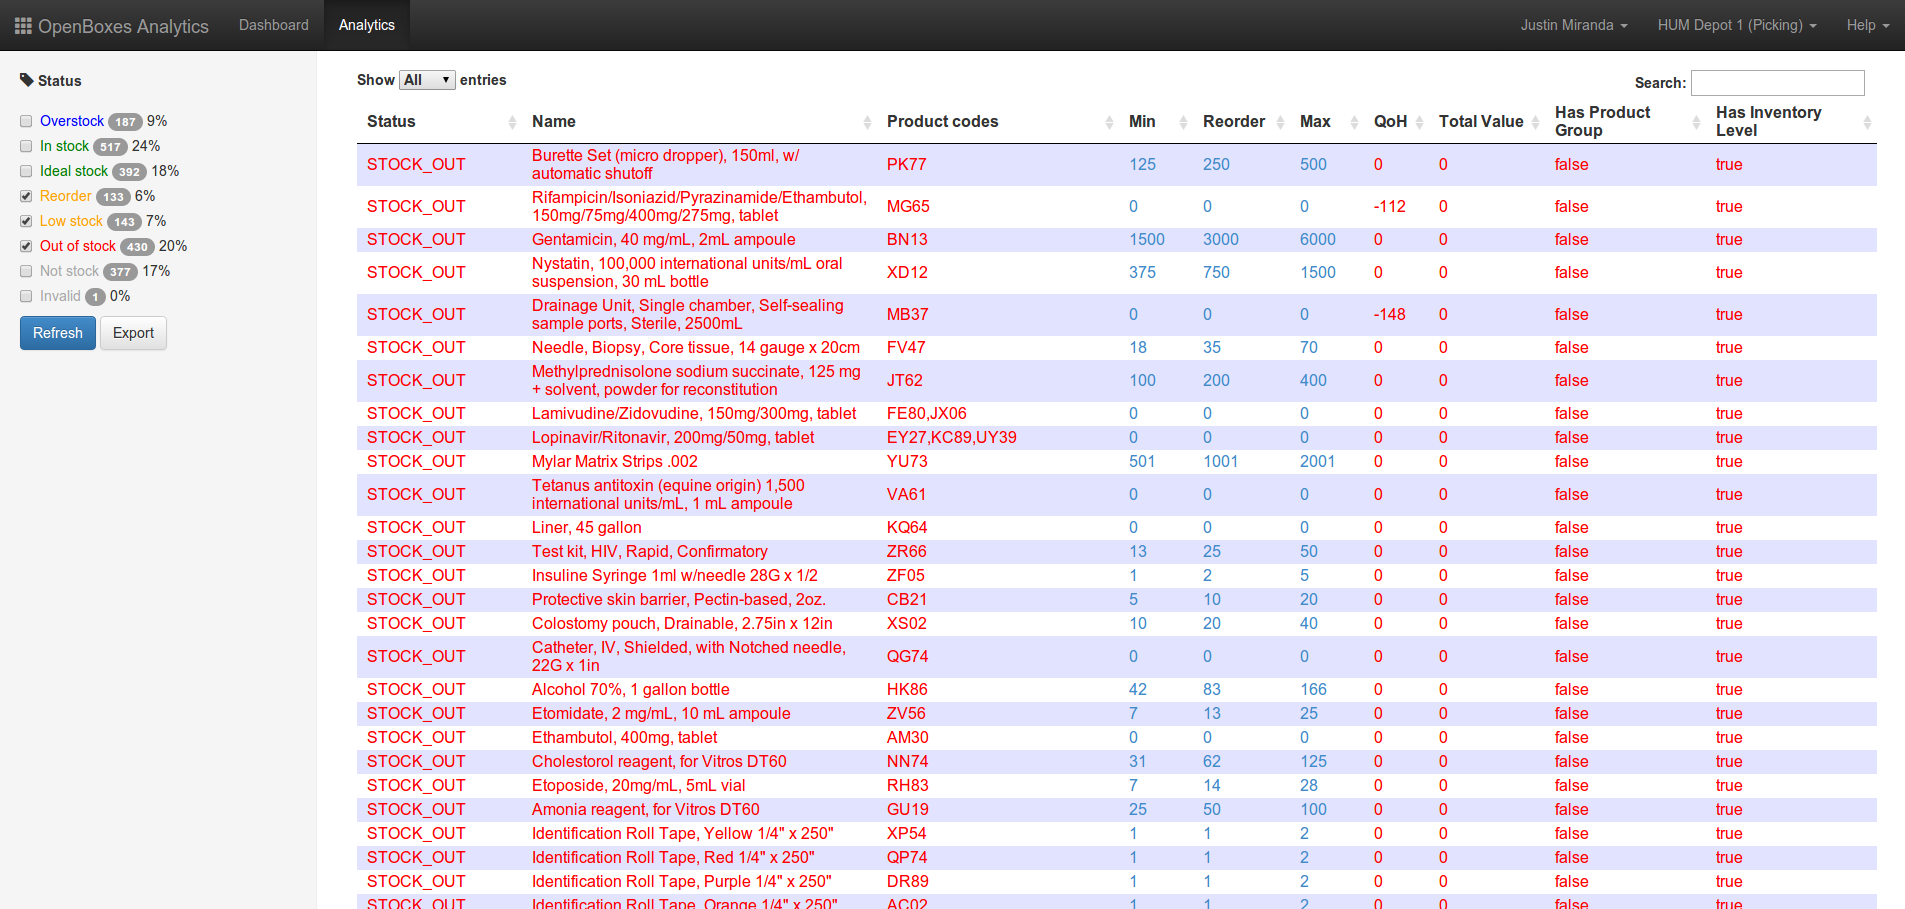 OpenBoxes Analytics Dashboard Analytics Justin Miranda HUM Depot 1 (Picking) Help
Status
Overstock 187 9%
In stock 517 24%
Ideal stock 392 18%
Reorder 133 6%
Low stock 143 7%
Out of stock 430 20%
Not stock 377 17%
Invalid 1 0%
Refresh Export
Show All entries
Search:
Status Name Product codes Min Reorder Max QoH Total Value Has Product Group Has Inventory Level
STOCK_OUT Burette Set (micro dropper), 150ml, w/
automatic shutoff PK77 125 250 500 0 0 false true
STOCK_OUT Rifampicin/Isoniazid/Pyrazinamide/Ethambutol,
150mg/75mg/400mg/275mg, tablet MG65 0 0 0 -112 0 false true
STOCK_OUT Gentamicin, 40 mg/mL, 2mL ampoule BN13 1500 3000 6000 0 0 false true
STOCK_OUT Nystatin, 100,000 international units/mL oral
suspension, 30 mL bottle XD12 375 750 1500 0 0 false true
STOCK_OUT Drainage Unit, Single chamber, Self-sealing
sample ports, Sterile, 2500mL MB37 0 0 0 -148 0 false true
STOCK_OUT Needle, Biopsy, Core tissue, 14 gauge x 20cm FV47 18 35 70 0 0 false true
STOCK_OUT Methylprednisolone sodium succinate, 125 mg
+ solvent, powder for reconstitution JT62 100 200 400 0 0 false true
STOCK_OUT Lamivudine/Zidovudine, 150mg/300mg, tablet FE80,JX06 0 0 0 0 0 false true
STOCK_OUT Lopinavir/Ritonavir, 200mg/50mg, tablet EY27,KC89,UY39 0 0 0 0 0 false true
STOCK_OUT Mylar Matrix Strips .002 YU73 501 1001 2001 0 0 false true
STOCK_OUT Tetanus antitoxin (equine origin) 1,500
international units/mL, 1 mL ampoule VA61 0 0 0 0 0 false true
STOCK_OUT Liner, 45 gallon KQ64 0 0 0 0 0 false true
STOCK_OUT Test kit, HIV, Rapid, Confirmatory ZR66 13 25 50 0 0 false true
STOCK_OUT Insuline Syringe 1ml w/needle 28G x 1/2 ZF05 1 2 5 0 0 false true
STOCK_OUT Protective skin barrier, Pectin-based, 2oz. CB21 5 10 20 0 0 false true
STOCK_OUT Colostomy pouch, Drainable, 2.75in x 12in XS02 10 20 40 0 0 false true
STOCK_OUT Catheter, IV, Shielded, with Notched needle,
22G x 1in QG74 0 0 0 0 0 false true
STOCK_OUT Alcohol 70%, 1 gallon bottle HK86 42 83 166 0 0 false true
STOCK_OUT Etomidate, 2 mg/mL, 10 mL ampoule ZV56 7 13 25 0 0 false true
STOCK_OUT Ethambutol, 400mg, tablet AM30 0 0 0 0 0 false true
STOCK_OUT Cholestorol reagent, for Vitros DT60 NN74 31 62 125 0 0 false true
STOCK_OUT Etoposide, 20mg/mL, 5mL vial RH83 7 14 28 0 0 false true
STOCK_OUT Amonia reagent, for Vitros DT60 GU19 25 50 100 0 0 false true
STOCK_OUT Identification Roll Tape, Yellow 1/4" x 250" XP54 1 1 2 0 0 false true
STOCK_OUT Identification Roll Tape, Red 1/4" x 250" QP74 1 1 2 0 0 false true
STOCK_OUT Identification Roll Tape, Purple 1/4" x 250" DR89 1 1 2 0 0 false true
STOCK_OUT Identification Roll Tape, Orange 1/4" x 250" AC02 1 1 2 0 0 false true